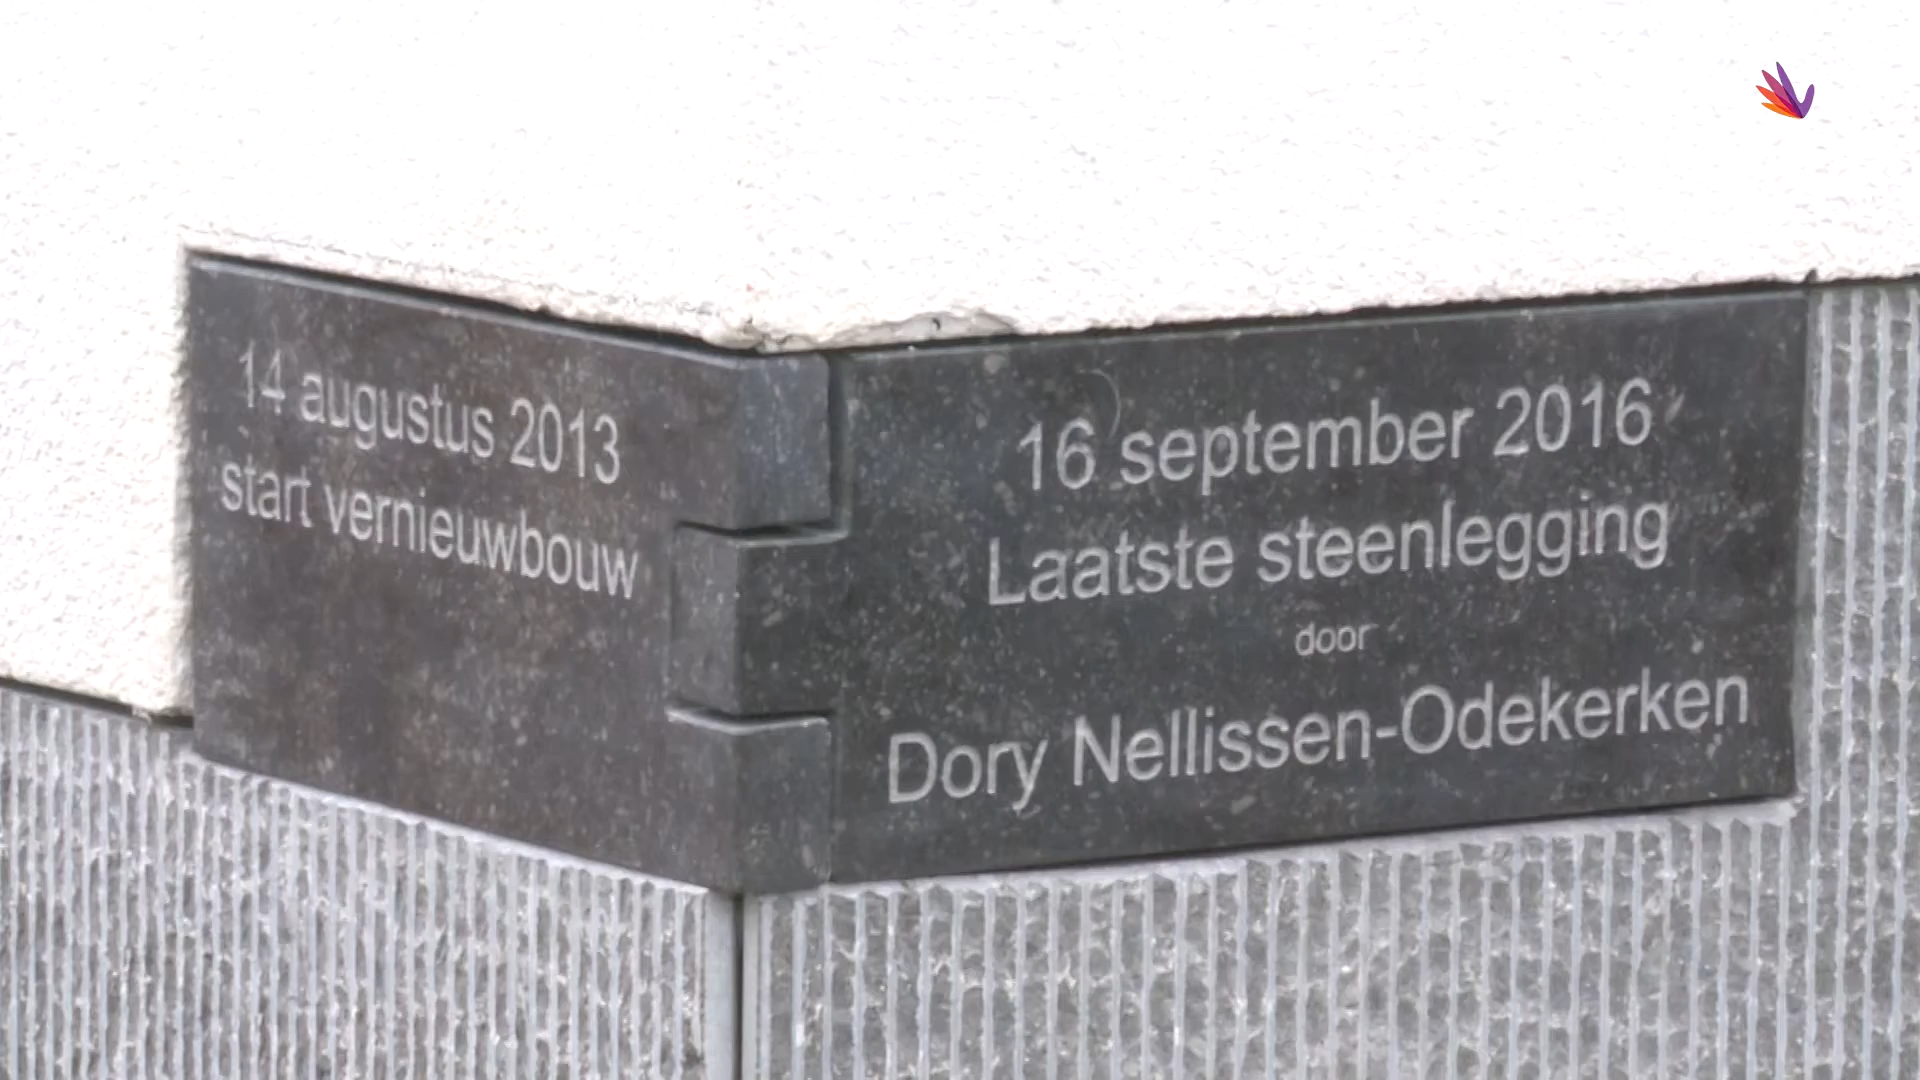 14 augustus 2013
start vernieuwbouw
16 september 2016
Laatste steenlegging
door
Dory Nellissen-Odekerken